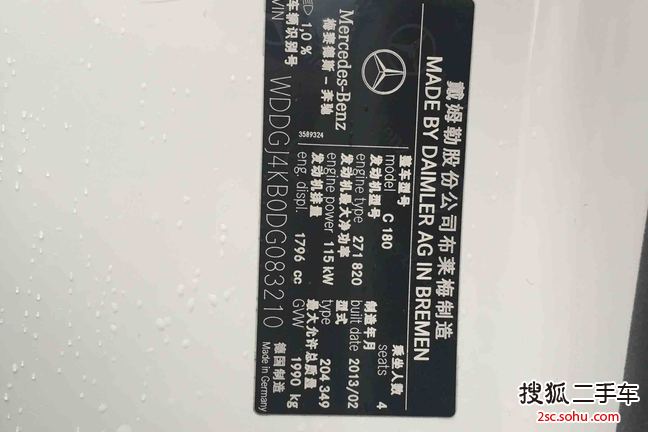 戴姆勒股份公司布莱梅制造
MADE BY DAIMLER AG IN BREMEN
Mercedes-Benz
梅赛德斯－奔驰
3589324
整车型号
model C 180
乘坐人数
seats 4
发动机型号
engine type 271 820
制造年月
built date 2013/02
发动机最大净功率
engine power 115 kW
型式
type 204 349
发动机排量
eng. displ. 1796 cc
最大允许总质量
GVW 1990 kg
1,0 %
车辆识别号
VIN WDDGJ4KB0DG083210
德国制造
Made in Germany
搜狐二手车
2sc.sohu.com